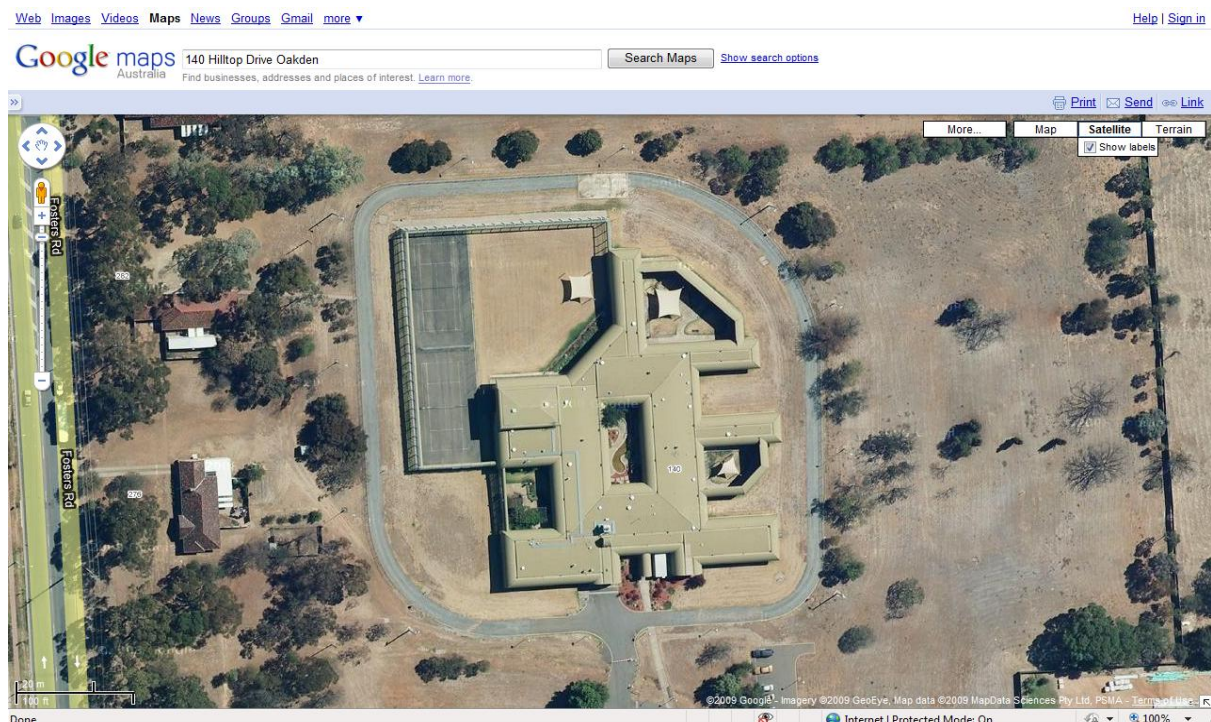 Web Images Videos Maps News Groups Gmail more ▼
Help | Sign in
Google maps
Australia
140 Hilltop Drive Oakden
Search Maps
Show search options
Find businesses, addresses and places of interest. Learn more.
»
Print Send Link
More... Map Satellite Terrain
Show labels
Fosters Rd
282
140
Fosters Rd
278
20 m
100 ft
©2009 Google - Imagery ©2009 GeoEye, Map data ©2009 MapData Sciences Pty Ltd, PSMA - Terms of Use
Done
Internet | Protected Mode: On
100%